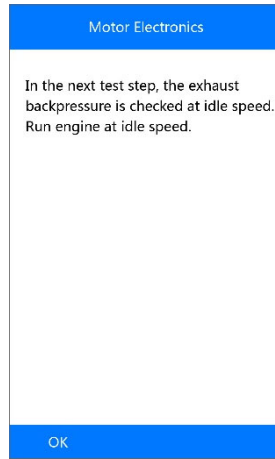 Motor Electronics
In the next test step, the exhaust
backpressure is checked at idle speed.
Run engine at idle speed.
OK